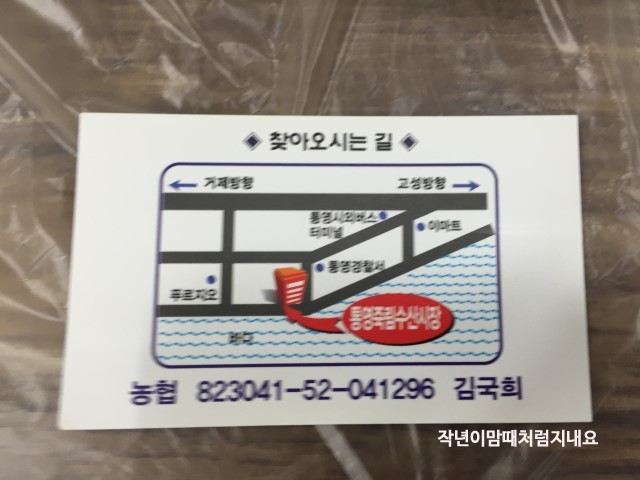 ◈ 찾아오시는 길 ◈
← 거제방향
고성방향 →
통영시외버스
터미널
이마트
통영경찰서
푸르지오
통영죽림수산시장
바다
농협 823041-52-041296 김국희
작년이맘때처럼지내요